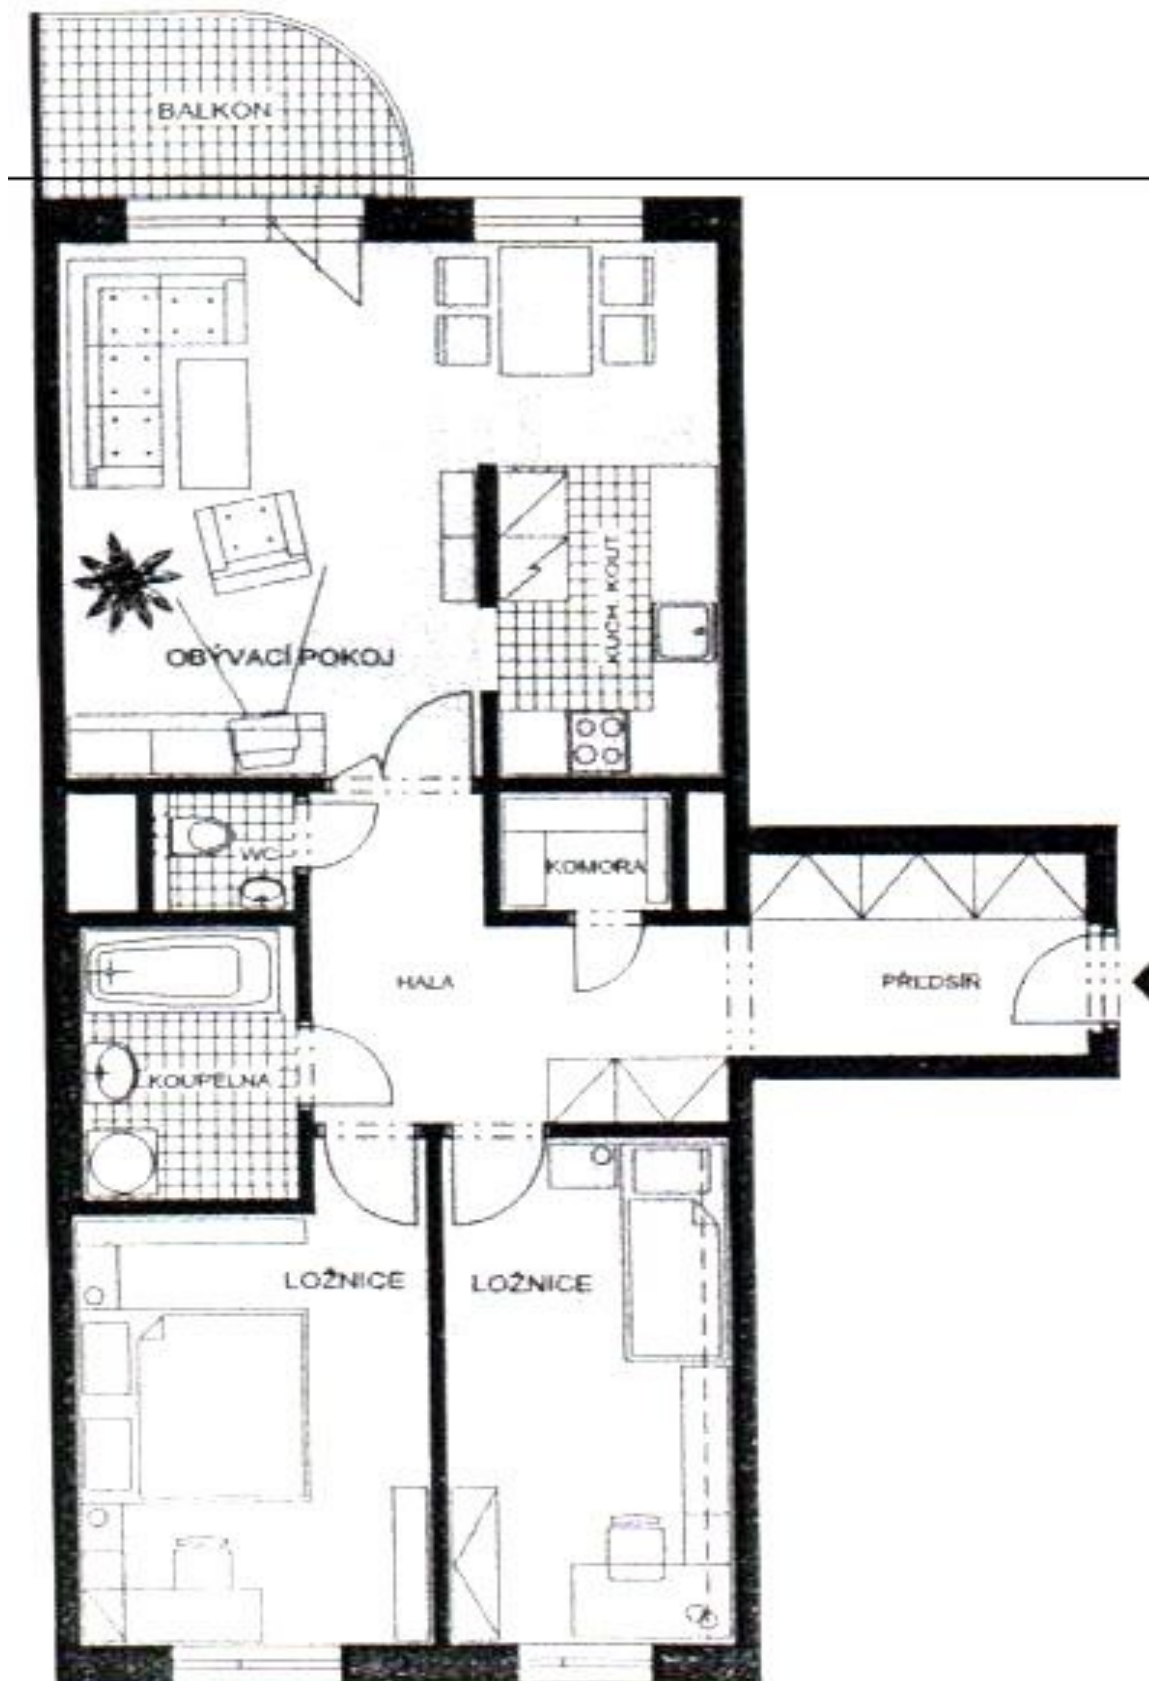 BALKON
KUCH. KOUT
OBÝVACÍ POKOJ
WC
KOMORA
HALA
PŘEDSÍŇ
KOUPELNA
LOŽNICE
LOŽNICE